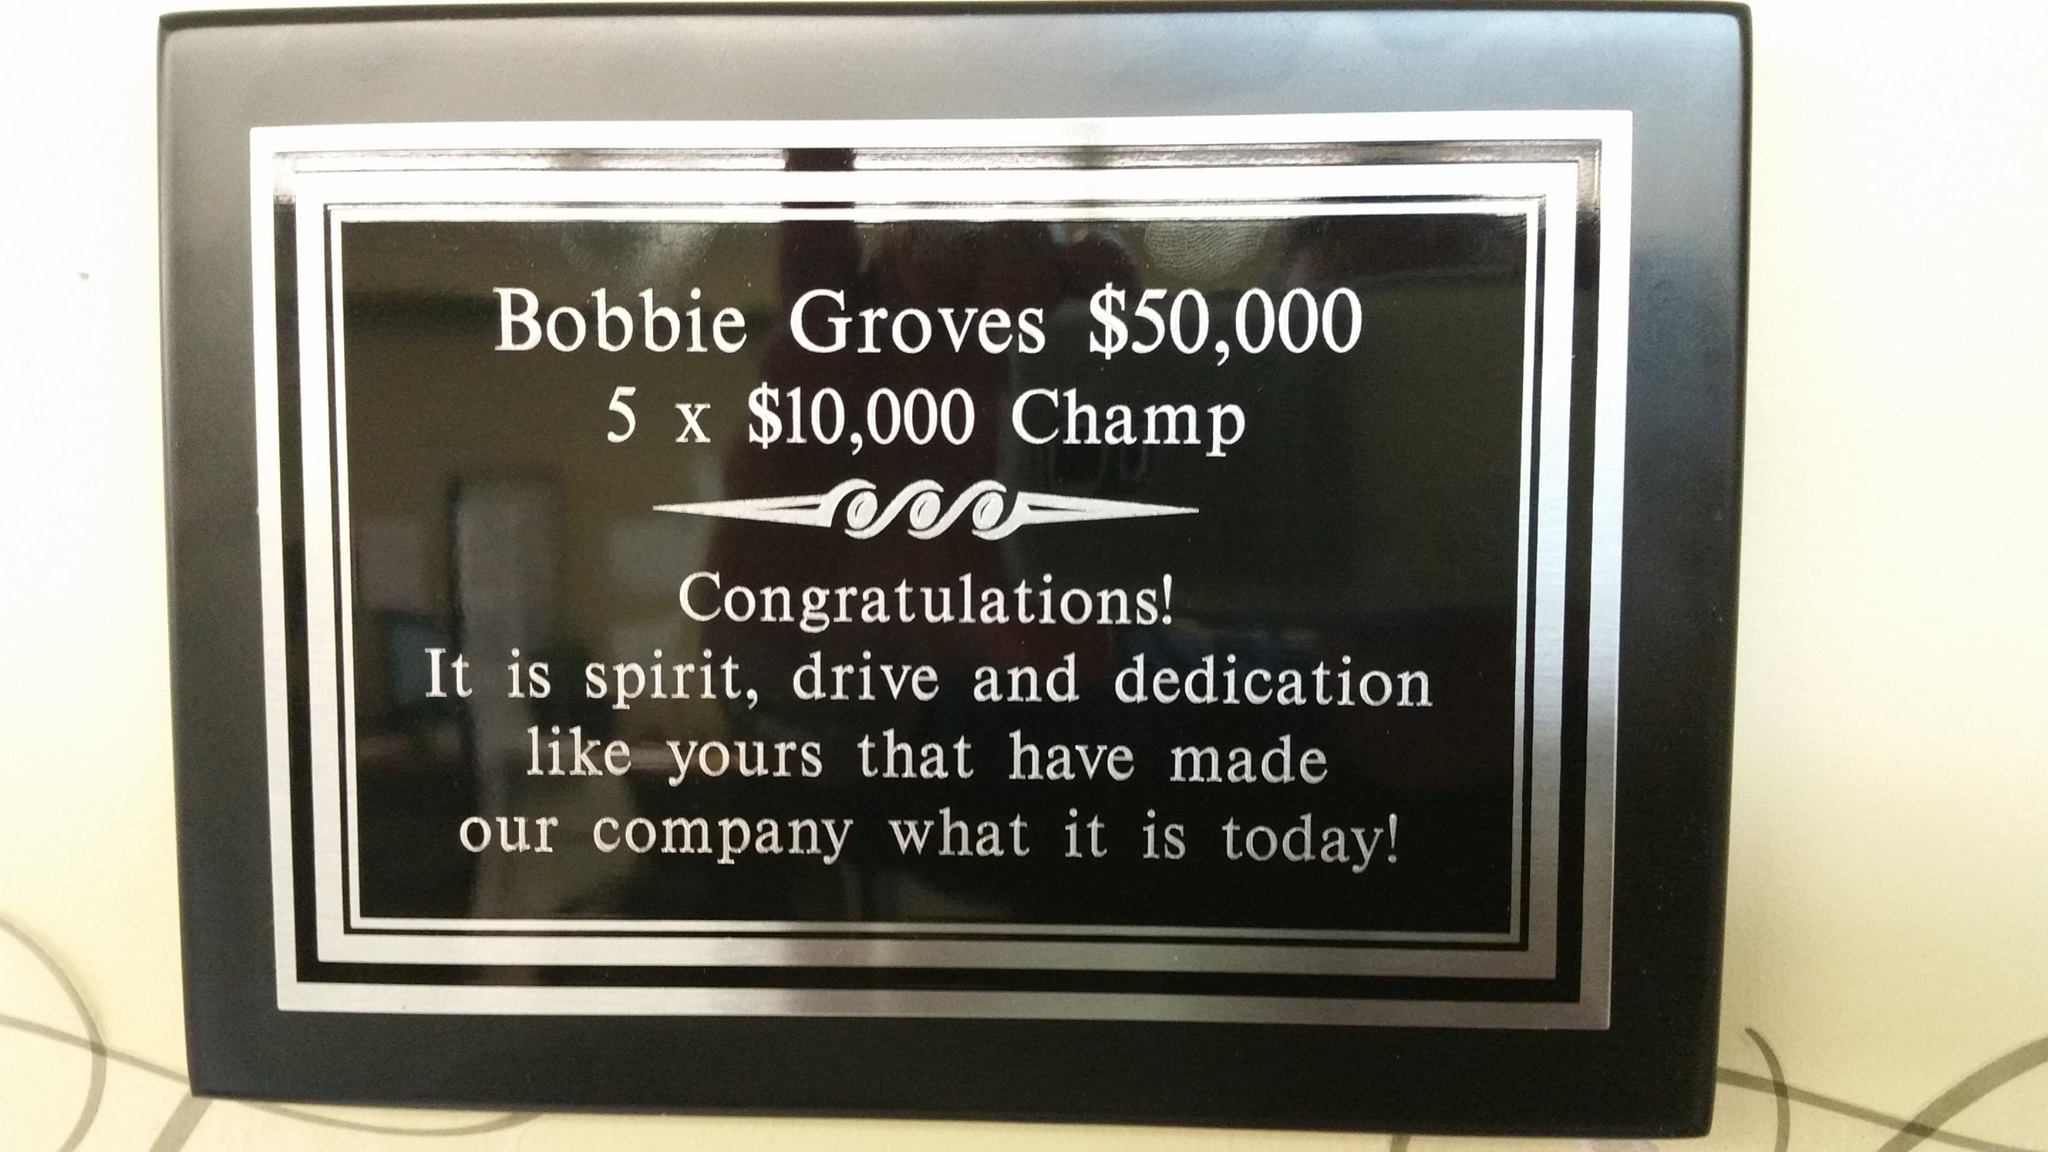 Bobbie Groves $50,000
5 x $10,000 Champ
Congratulations!
It is spirit, drive and dedication
like yours that have made
our company what it is today!